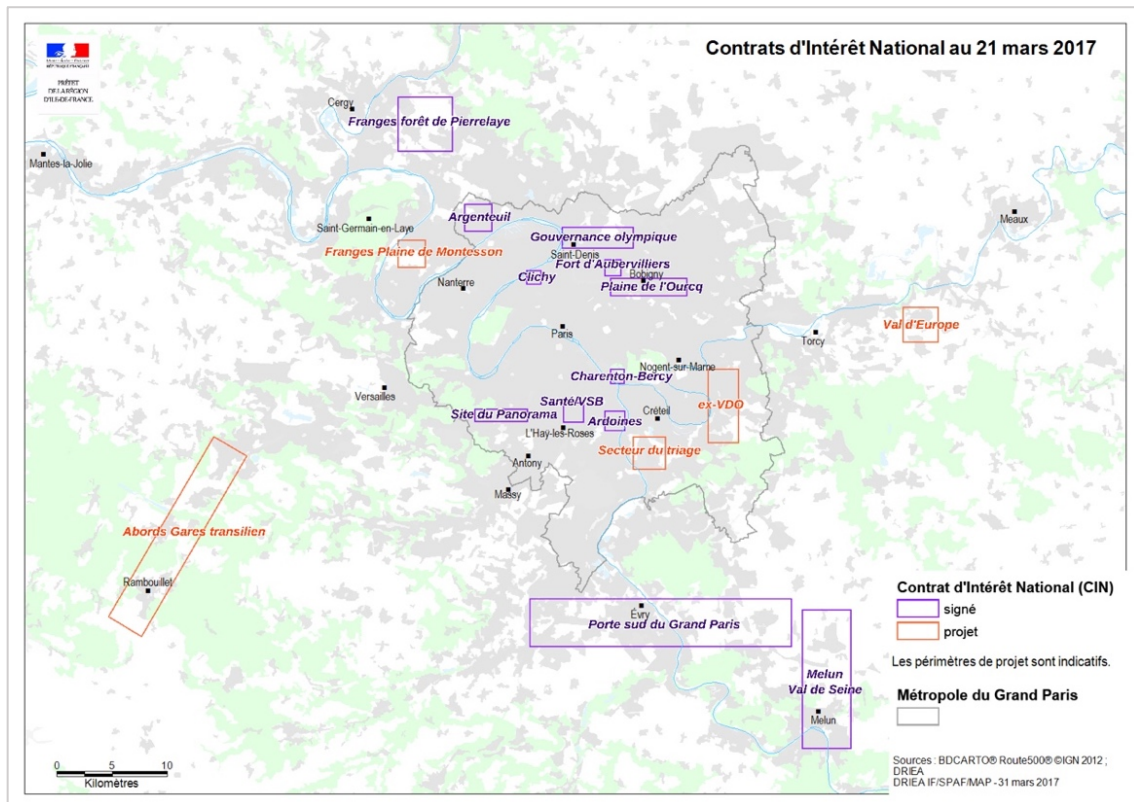 Contrats d'Intérêt National au 21 mars 2017
PRÉFET
DE LA RÉGION
D'ILE-DE-FRANCE
Cergy
Franges forêt de Pierrelaye
Mantes-la-Jolie
Argenteuil
Meaux
Saint-Germain-en-Laye
Gouvernance olympique
Franges Plaine de Montesson
Saint-Denis
Fort d'Aubervilliers
Clichy
Bobigny
Nanterre
Plaine de l'Ourcq
Val d'Europe
Paris
Torcy
Nogent-sur-Marne
Charenton-Bercy
Versailles
Santé/VSB
ex-VDO
Site du Panorama
Créteil
Ardoines
L'Haÿ-les-Roses
Secteur du triage
Antony
Massy
Abords Gares transilien
Rambouillet
Évry
Porte sud du Grand Paris
Melun
Val de Seine
Melun
Contrat d'Intérêt National (CIN)
signé
projet
Les périmètres de projet sont indicatifs.
Métropole du Grand Paris
0 5 10
Kilomètres
Sources : BDCARTO® Route500® ©IGN 2012 ;
DRIEA
DRIEA IF/SPAF/MAP - 31 mars 2017